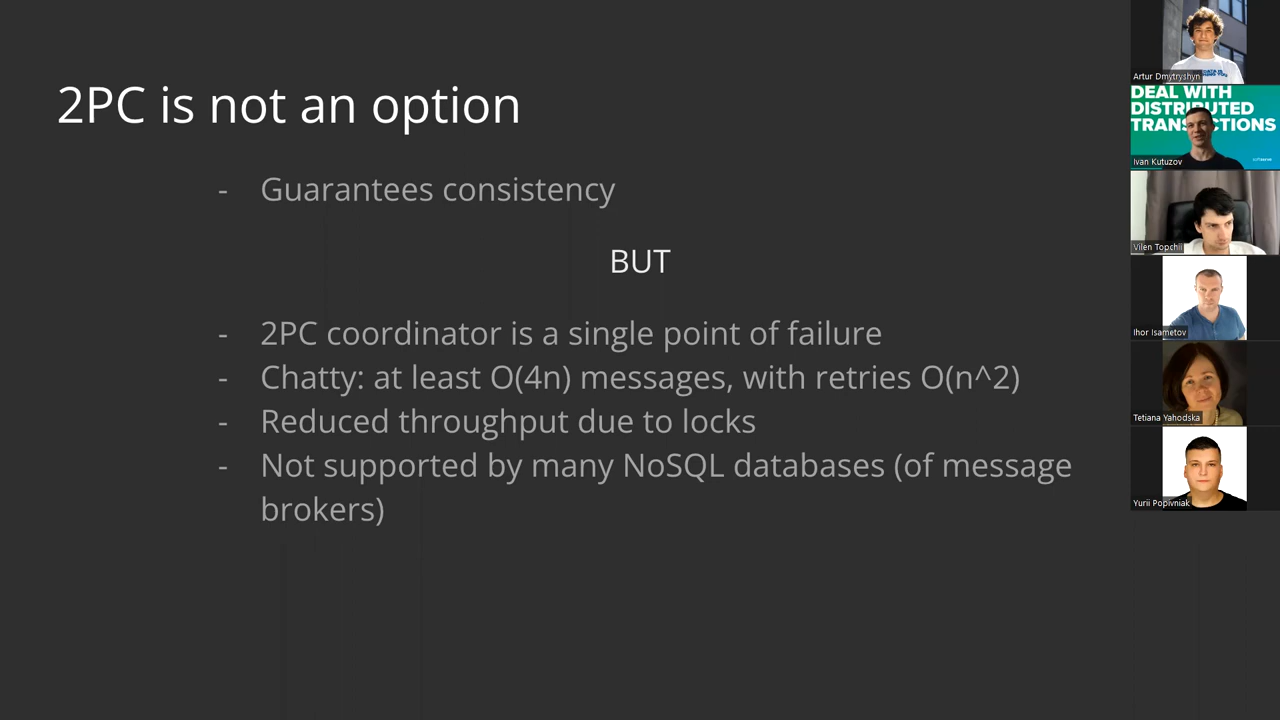 2PC is not an option
- Guarantees consistency
BUT
- 2PC coordinator is a single point of failure
- Chatty: at least O(4n) messages, with retries O(n^2)
- Reduced throughput due to locks
- Not supported by many NoSQL databases (of message
brokers)
Artur Dmytryshyn
DEAL WITH
DISTRIBUTED
TRANSACTIONS
Ivan Kutuzov
Vilen Topchii
Ihor Isametov
Tetiana Yahodska
Yurii Popivniak